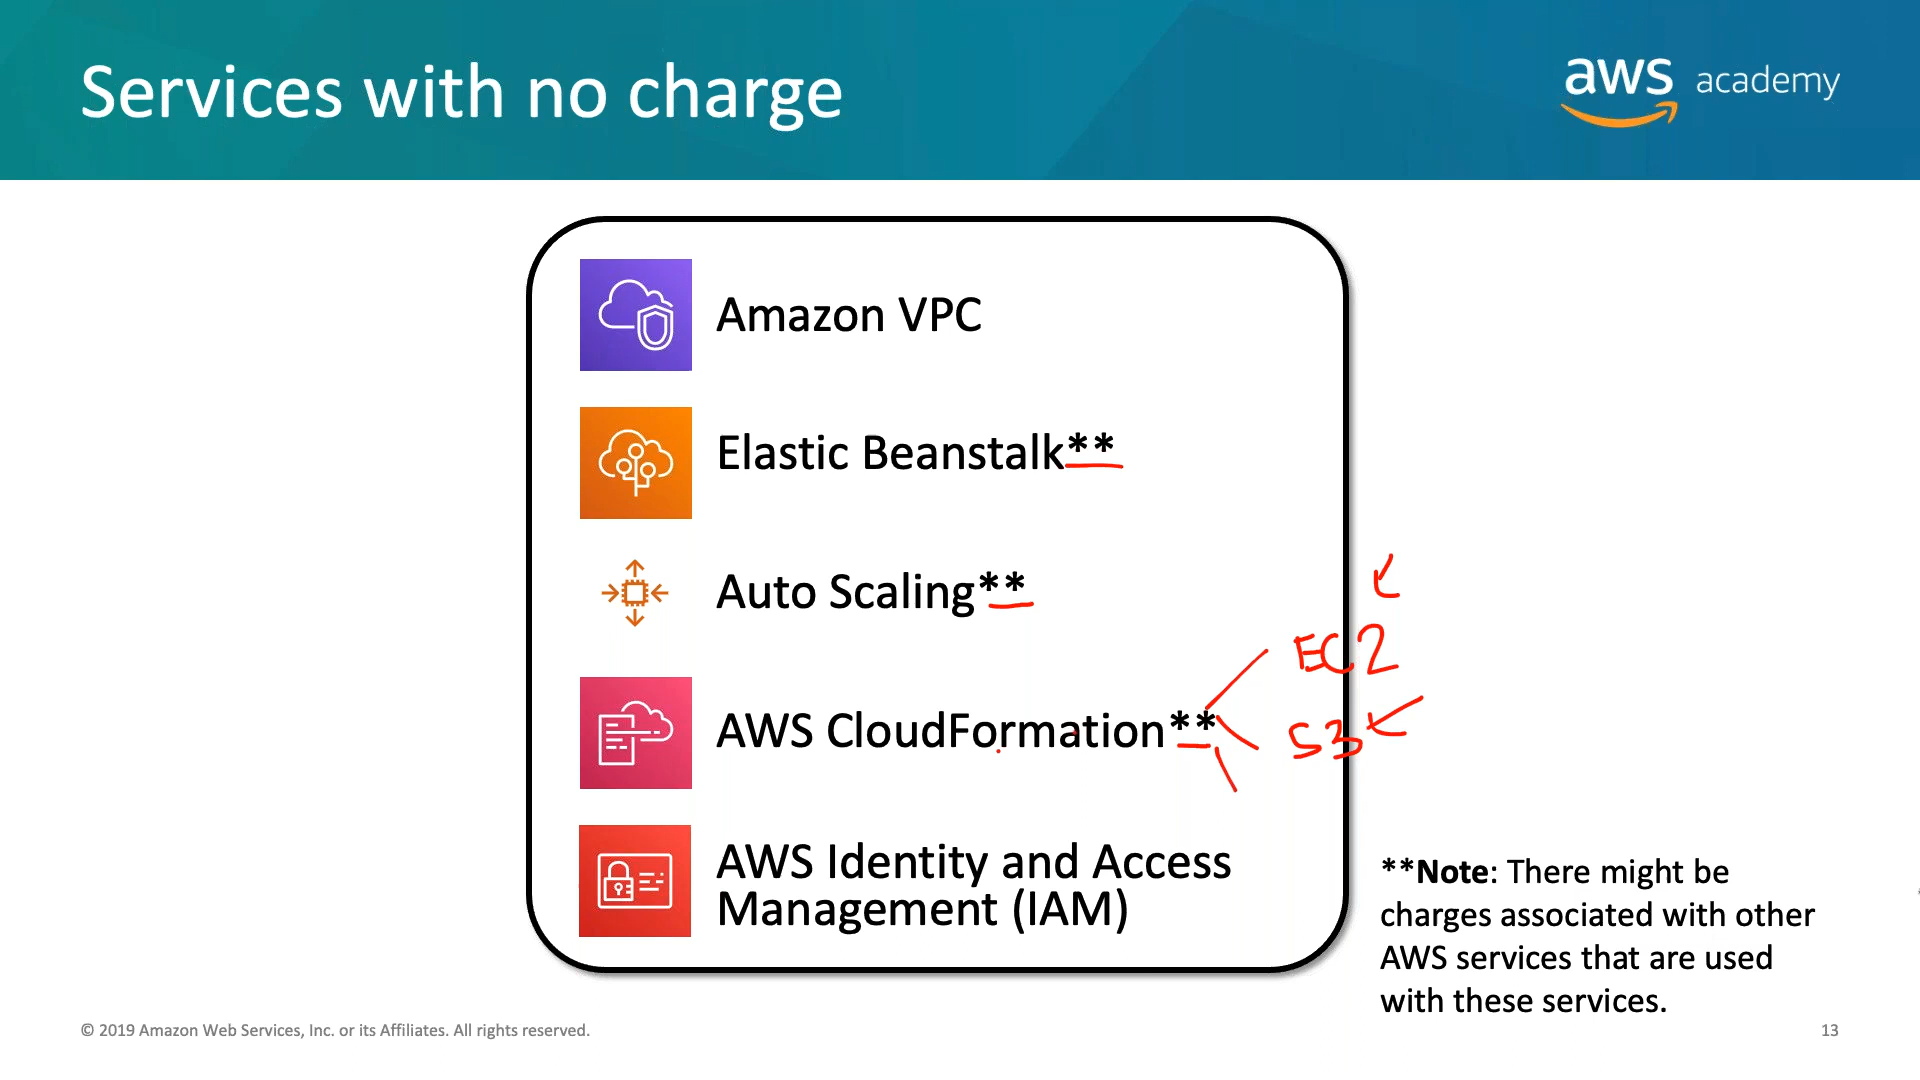 Services with no charge
aws academy
Amazon VPC
Elastic Beanstalk**
Auto Scaling**
EC2
AWS CloudFormation**
S3
AWS Identity and Access
Management (IAM)
**Note: There might be
charges associated with other
AWS services that are used
with these services.
© 2019 Amazon Web Services, Inc. or its Affiliates. All rights reserved.
13